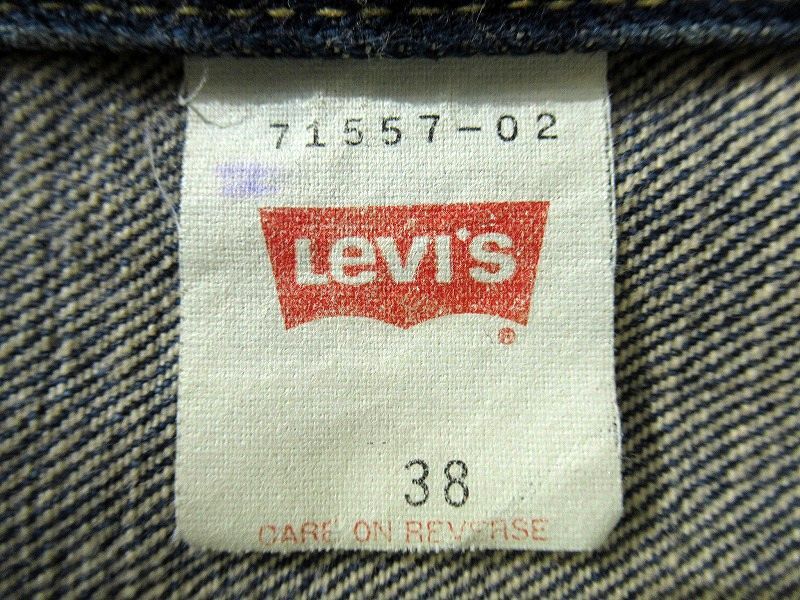 71557-02
LEVI'S
®
38
CARE ON REVERSE